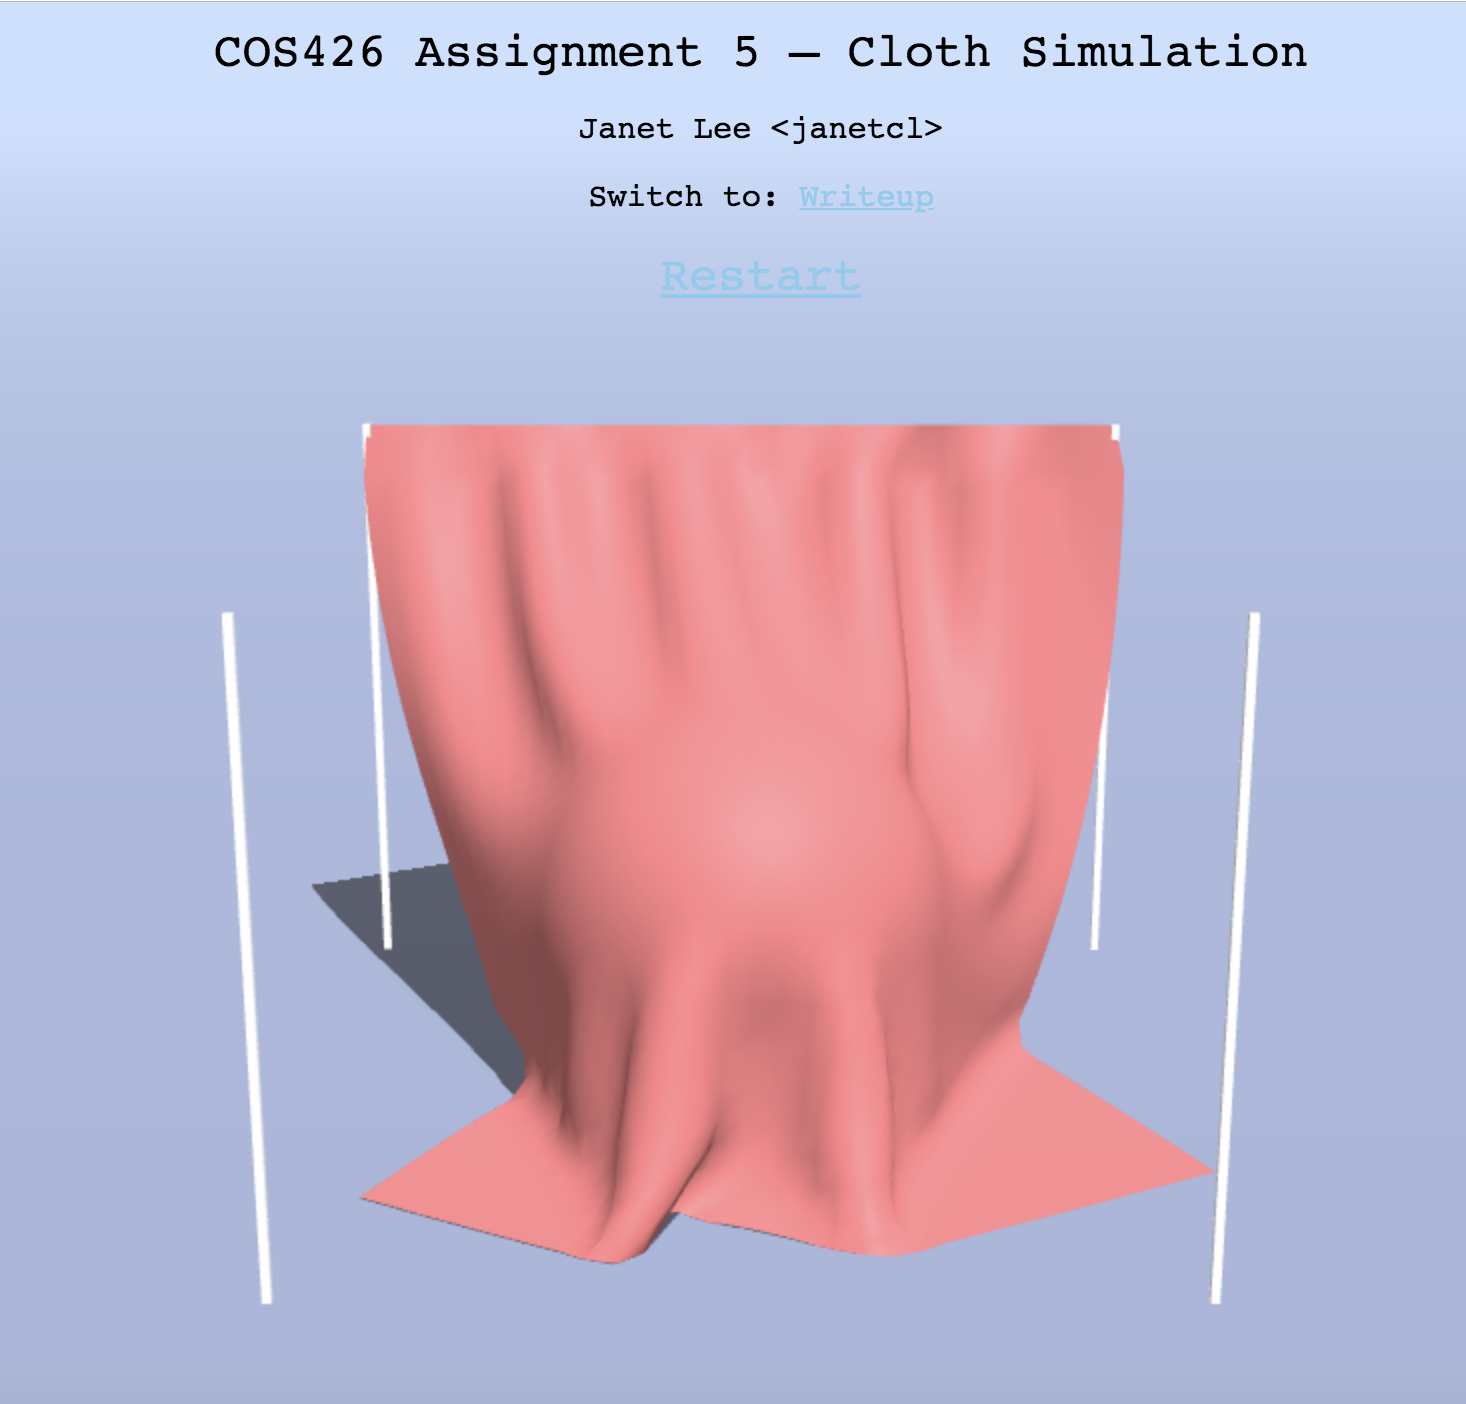 COS426 Assignment 5 — Cloth Simulation
Janet Lee <janetcl>
Switch to: Writeup
Restart